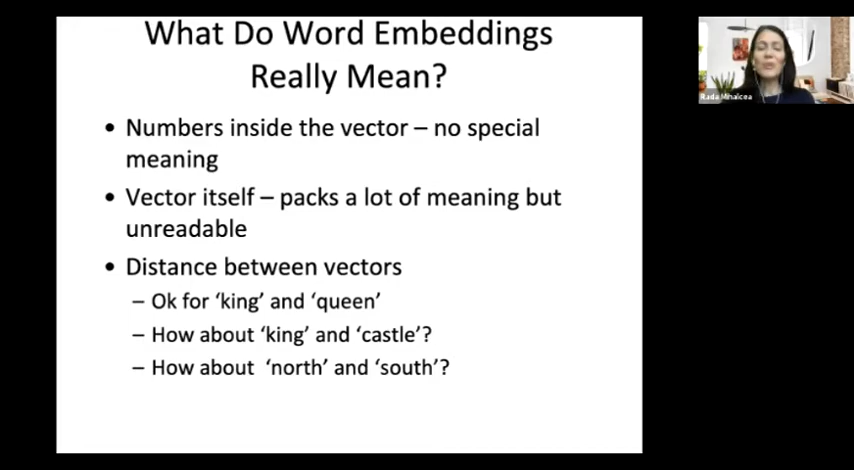 What Do Word Embeddings
Really Mean?
• Numbers inside the vector – no special
meaning
• Vector itself – packs a lot of meaning but
unreadable
• Distance between vectors
– Ok for ‘king’ and ‘queen’
– How about ‘king’ and ‘castle’?
– How about ‘north’ and ‘south’?
Rada Mihalcea